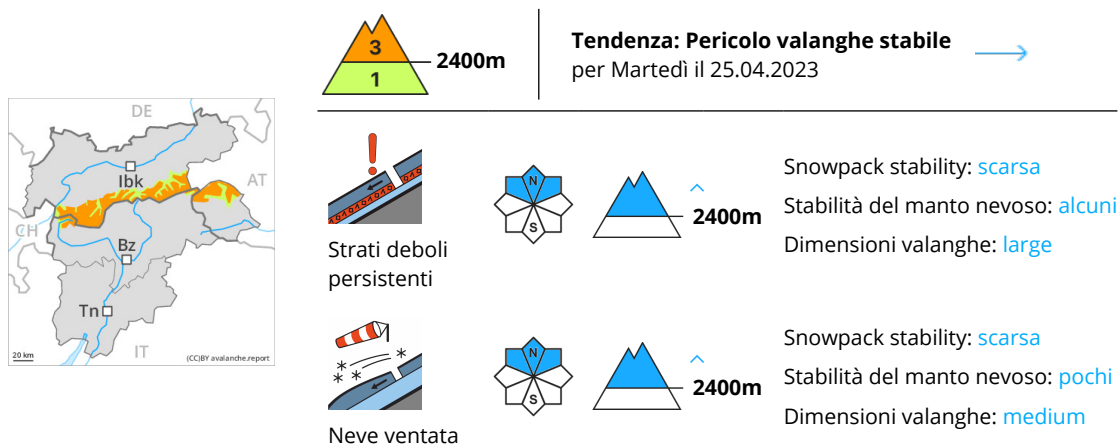 3
1
2400m
Tendenza: Pericolo valanghe stabile
per Martedì il 25.04.2023
DE
Ibk
AT
CH
Bz
Tn
IT
20 km
(CC)BY avalanche.report
Strati deboli
persistenti
N
S
2400m
Snowpack stability: scarsa
Stabilità del manto nevoso: alcuni
Dimensioni valanghe: large
Neve ventata
N
S
2400m
Snowpack stability: scarsa
Stabilità del manto nevoso: pochi
Dimensioni valanghe: medium